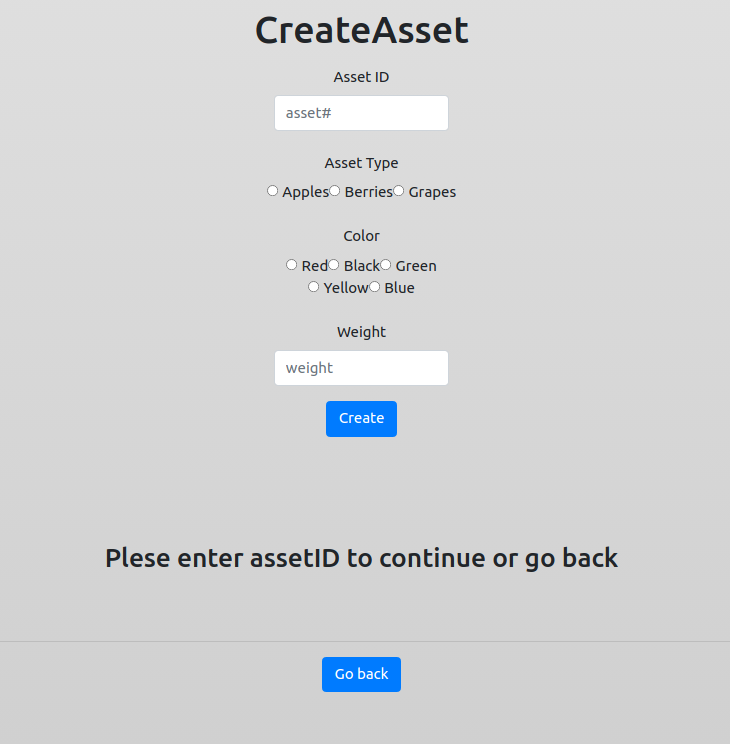 CreateAsset
Asset ID
asset#
Asset Type
Apples Berries Grapes
Color
Red Black Green
Yellow Blue
Weight
weight
Create
Plese enter assetID to continue or go back
Go back